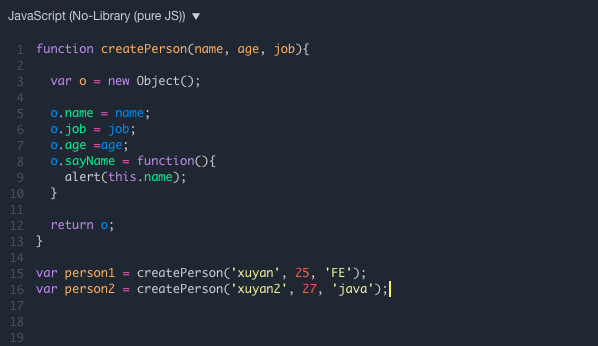 JavaScript (No-Library (pure JS)) ▼
1 function createPerson(name, age, job){
2
3   var o = new Object();
4
5   o.name = name;
6   o.job = job;
7   o.age =age;
8   o.sayName = function(){
9     alert(this.name);
10   }
11
12   return o;
13 }
14
15 var person1 = createPerson('xuyan', 25, 'FE');
16 var person2 = createPerson('xuyan2', 27, 'java');
17
18
19